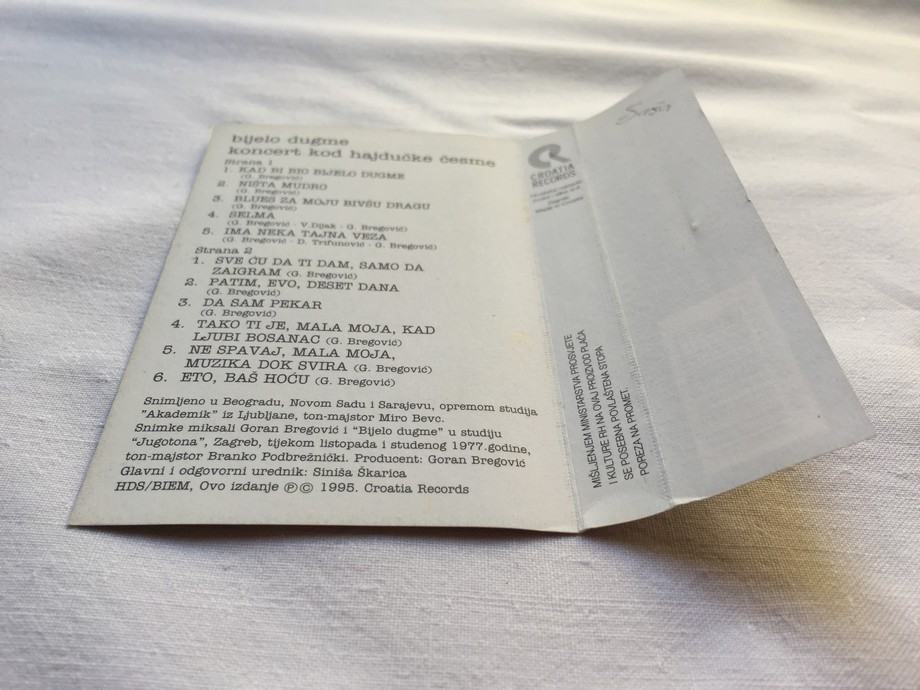 bijelo dugme
koncert kod hajdučke česme
Strana 1
1. KAD BI BIO BIJELO DUGME
(G. Bregović)
2. NIŠTA MUDRO
(G. Bregović)
3. BLUES ZA MOJU BIVŠU DRAGU
(G. Bregović)
4. SELMA
(G. Bregović - V. Dijak - G. Bregović)
5. IMA NEKA TAJNA VEZA
(G. Bregović - D. Trifunović - G. Bregović)
Strana 2
1. SVE ĆU DA TI DAM, SAMO DA
ZAIGRAM (G. Bregović)
2. PATIM, EVO, DESET DANA
(G. Bregović)
3. DA SAM PEKAR
(G. Bregović)
4. TAKO TI JE, MALA MOJA, KAD
LJUBI BOSANAC (G. Bregović)
5. NE SPAVAJ, MALA MOJA,
MUZIKA DOK SVIRA (G. Bregović)
6. ETO, BAŠ HOĆU (G. Bregović)
Snimljeno u Beogradu, Novom Sadu i Sarajevu, opremom studija
"Akademik" iz Ljubljane, ton-majstor Miro Bevc.
Snimke miksali Goran Bregović i "Bijelo dugme" u studiju
"Jugotona", Zagreb, tijekom listopada i studenog 1977.godine,
ton-majstor Branko Podbrežnički. Producent: Goran Bregović
Glavni i odgovorni urednik: Siniša Škarica
HDS/BIEM, Ovo izdanje ℗© 1995. Croatia Records
CROATIA
RECORDS
MIŠLJENJEM MINISTARSTVA PROSVJETE
I KULTURE RH NA OVAJ PROIZVOD PLAĆA
SE POSEBNA POVLAŠTENA STOPA
POREZA NA PROMET.